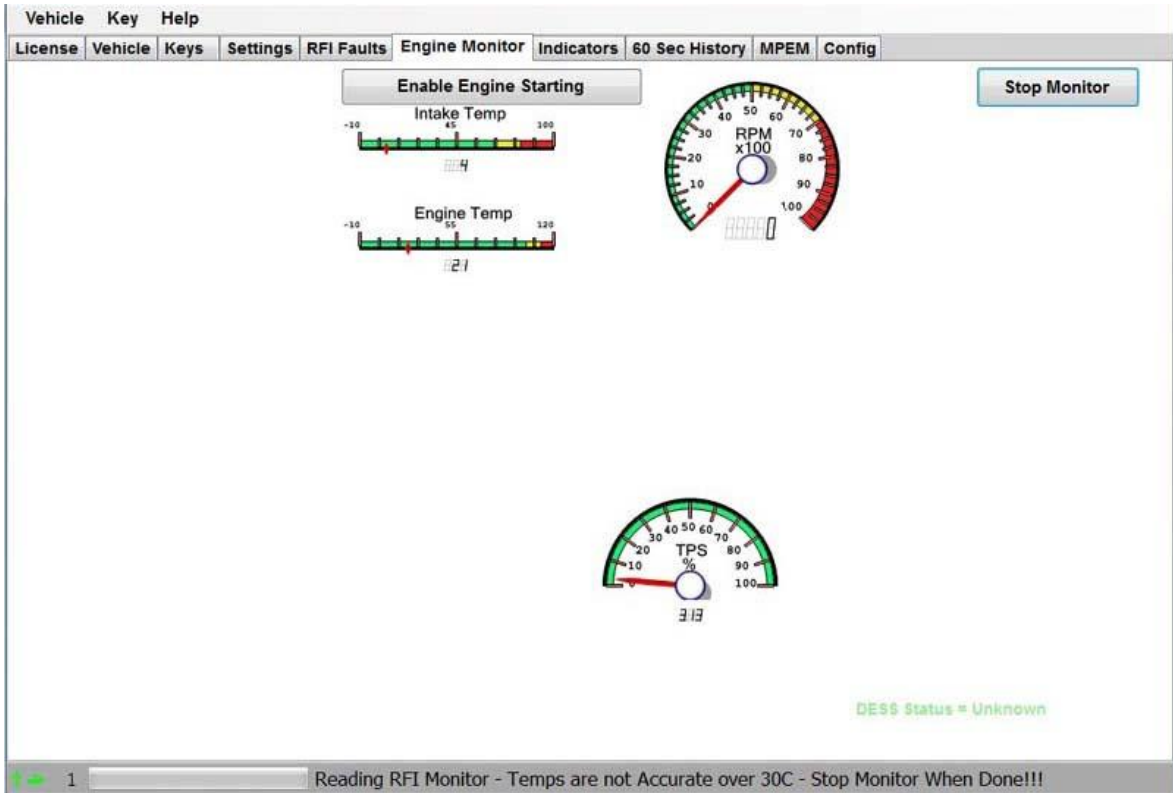 Vehicle Key Help
License Vehicle Keys Settings RFI Faults Engine Monitor Indicators 60 Sec History MPEM Config
Enable Engine Starting
Stop Monitor
Intake Temp
-10 45 100
4
Engine Temp
-10 55 120
21
RPM
x100
0 10 20 30 40 50 60 70 80 90 100
0
TPS
%
0 10 20 30 40 50 60 70 80 90 100
313
DESS Status = Unknown
1 Reading RFI Monitor - Temps are not Accurate over 30C - Stop Monitor When Done!!!